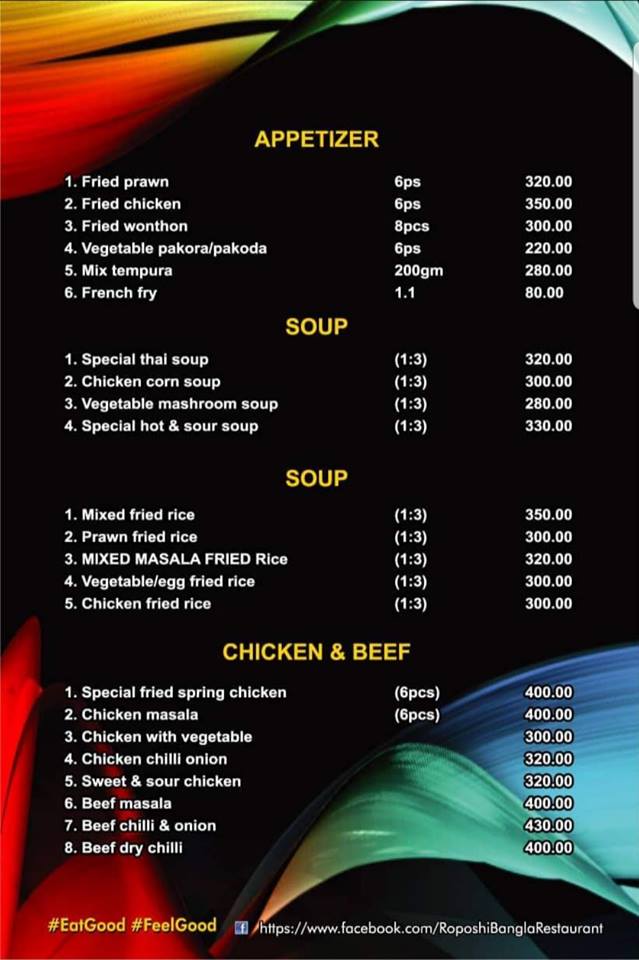 APPETIZER
1. Fried prawn 6ps 320.00
2. Fried chicken 6ps 350.00
3. Fried wonthon 8pcs 300.00
4. Vegetable pakora/pakoda 6ps 220.00
5. Mix tempura 200gm 280.00
6. French fry 1.1 80.00
SOUP
1. Special thai soup (1:3) 320.00
2. Chicken corn soup (1:3) 300.00
3. Vegetable mashroom soup (1:3) 280.00
4. Special hot & sour soup (1:3) 330.00
SOUP
1. Mixed fried rice (1:3) 350.00
2. Prawn fried rice (1:3) 300.00
3. MIXED MASALA FRIED Rice (1:3) 320.00
4. Vegetable/egg fried rice (1:3) 300.00
5. Chicken fried rice (1:3) 300.00
CHICKEN & BEEF
1. Special fried spring chicken (6pcs) 400.00
2. Chicken masala (6pcs) 400.00
3. Chicken with vegetable 300.00
4. Chicken chilli onion 320.00
5. Sweet & sour chicken 320.00
6. Beef masala 400.00
7. Beef chilli & onion 430.00
8. Beef dry chilli 400.00
#EatGood #FeelGood f https://www.facebook.com/RoposhiBanglaRestaurant